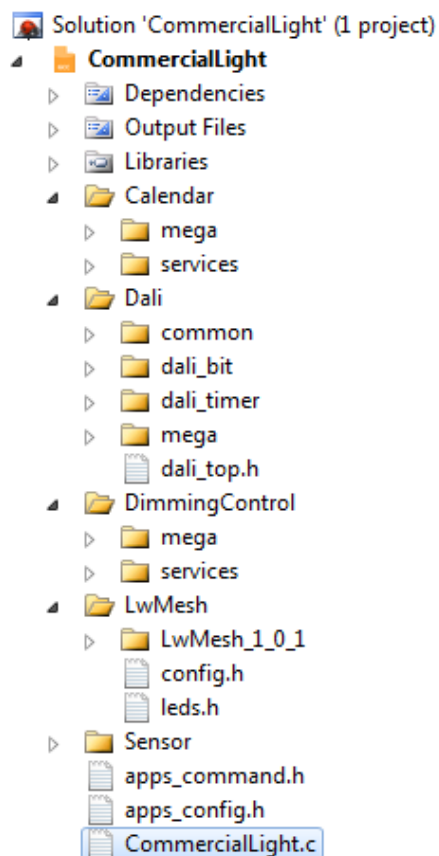 Solution 'CommercialLight' (1 project)
CommercialLight
Dependencies
Output Files
Libraries
Calendar
mega
services
Dali
common
dali_bit
dali_timer
mega
dali_top.h
DimmingControl
mega
services
LwMesh
LwMesh_1_0_1
config.h
leds.h
Sensor
apps_command.h
apps_config.h
CommercialLight.c